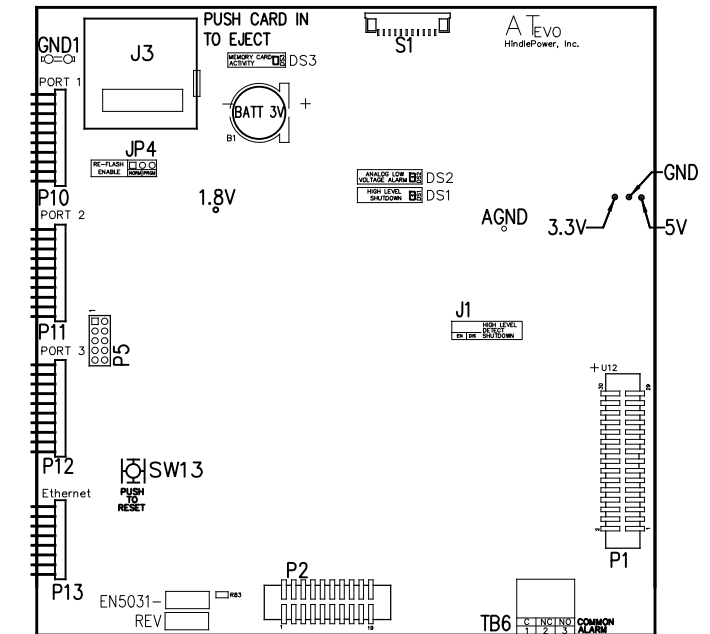 PUSH CARD IN
TO EJECT
A TEVO
HindlePower, Inc.
GND1
J3
S1
MEMORY CARD
ACTIVITY
DS3
PORT 1
BATT 3V
- +
B1
JP4
RE-FLASH
ENABLE
NORM PRGM
ANALOG LOW
VOLTAGE ALARM
DS2
HIGH LEVEL
SHUTDOWN
DS1
GND
P10
1.8V
AGND
3.3V
5V
PORT 2
J1
HIGH LEVEL
DETECT
SHUTDOWN
EN DIS
1
P11
P5
PORT 3
+ U12
30 29
P12
SW13
PUSH
TO
RESET
Ethernet
2 1
P1
P13
P2
EN5031-
R83
REV
1 19
TB6
C NC NO
1 2 3
COMMON
ALARM